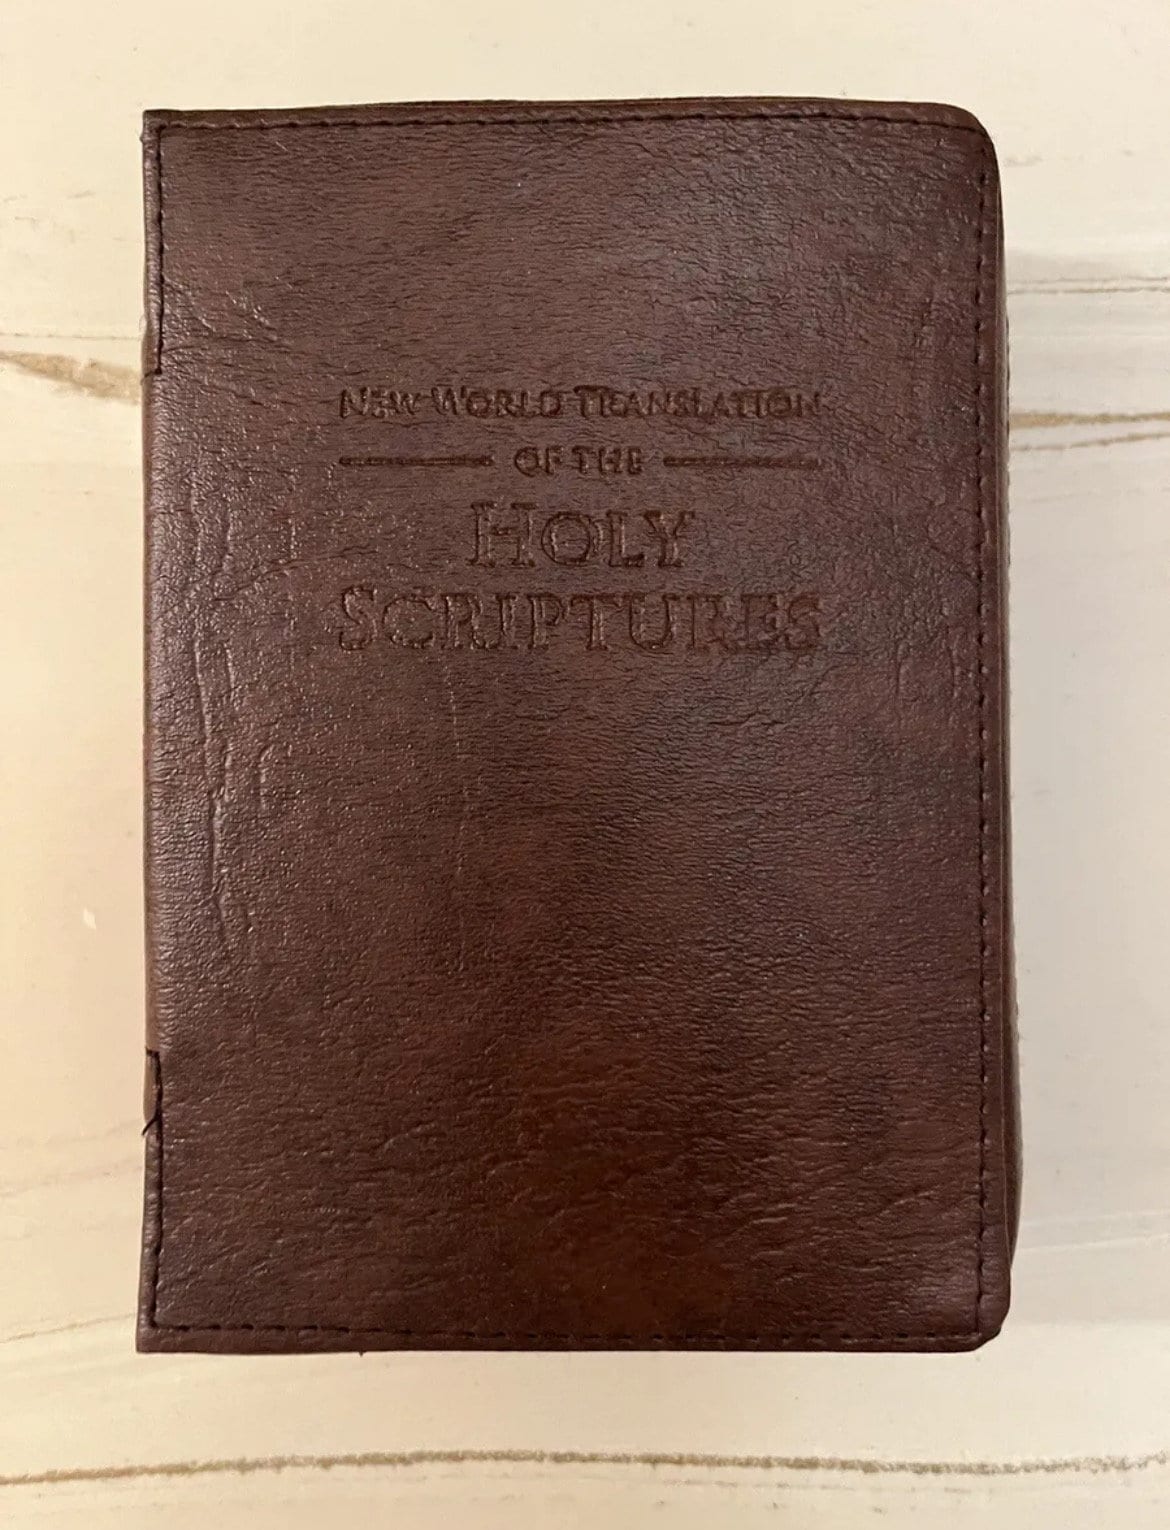 NEW WORLD TRANSLATION
OF THE
HOLY
SCRIPTURES